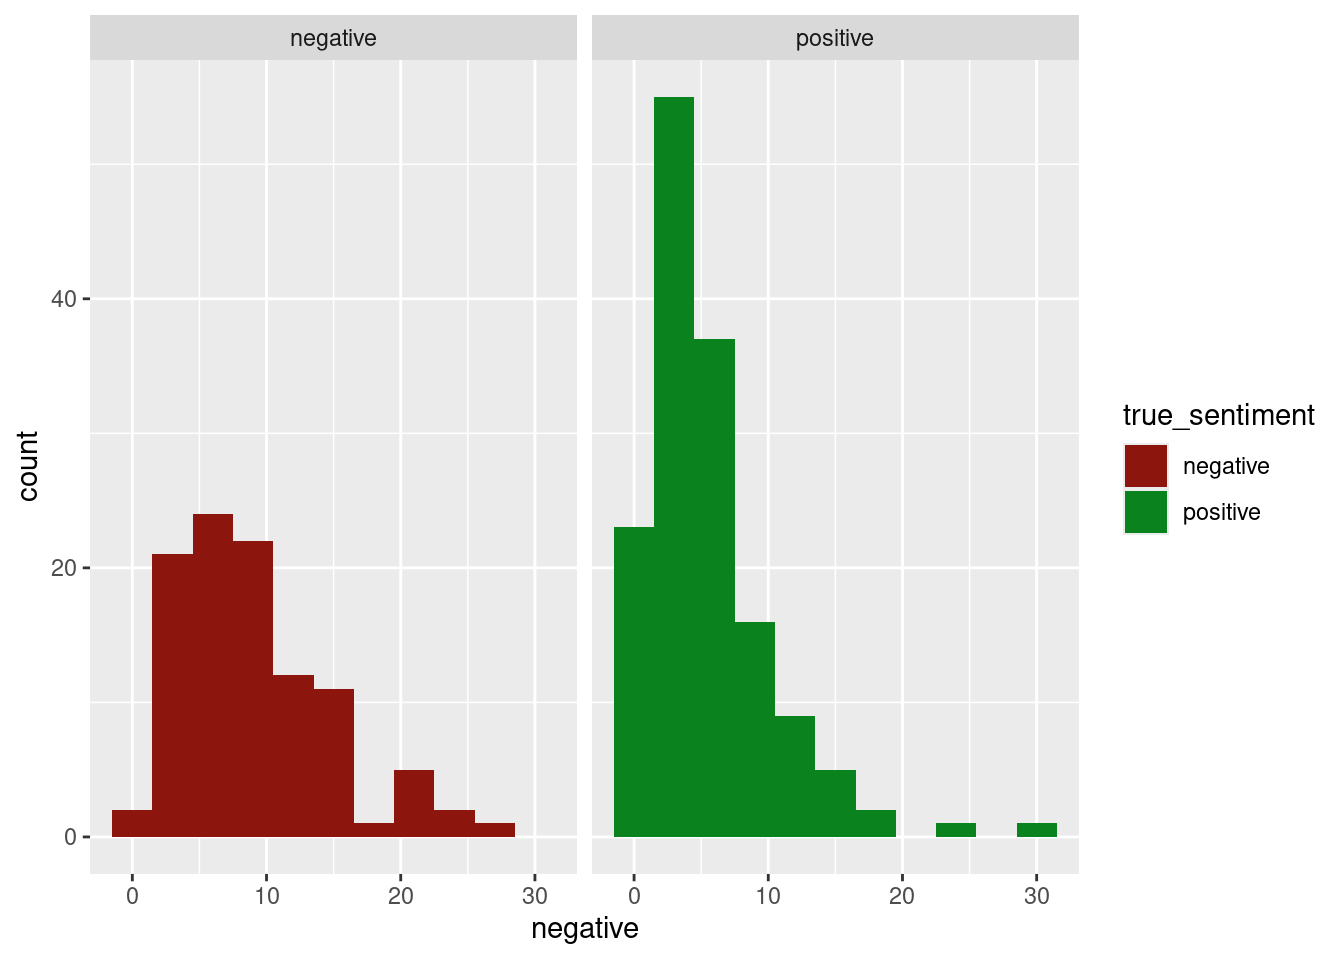 negative
positive
40
20
0
count
0 10 20 30
0 10 20 30
negative
true_sentiment
negative
positive